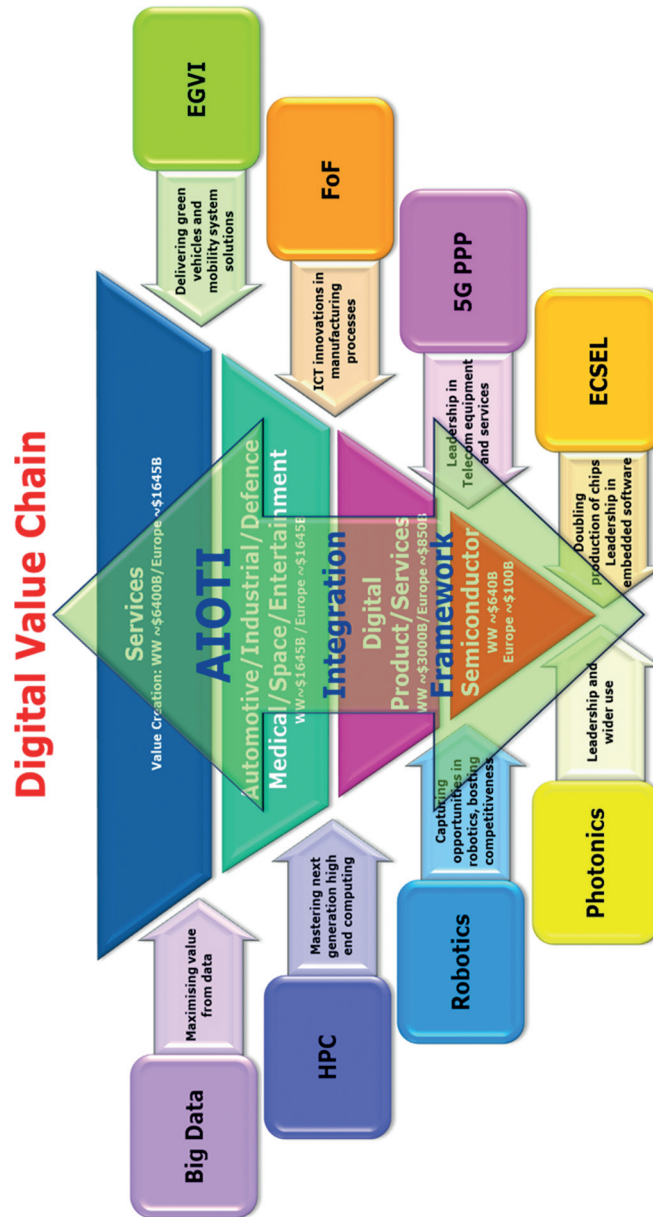 Digital Value Chain
Services
Value Creation: WW ~$6400B/Europe ~$1645B
AIOTI
Automotive/Industrial/Defence
Medical/Space/Entertainment
WW~$1645B /Europe ~$1645B
Integration
Digital
Product/Services
WW ~$3000B/Europe ~$850B
Framework
Semiconductor
WW ~$640B
Europe ~$100B
Big Data
Maximising value
from data
HPC
Mastering next
generation high
end computing
Robotics
Capturing
opportunities in
robotics, bosting
competitiveness
Photonics
Leadership and
wider use
EGVI
Delivering green
vehicles and
mobility system
solutions
FoF
ICT innovations in
manufacturing
processes
5G PPP
Leadership in
Telecom equipment
and services
ECSEL
Doubling
production of chips
Leadership in
embedded software